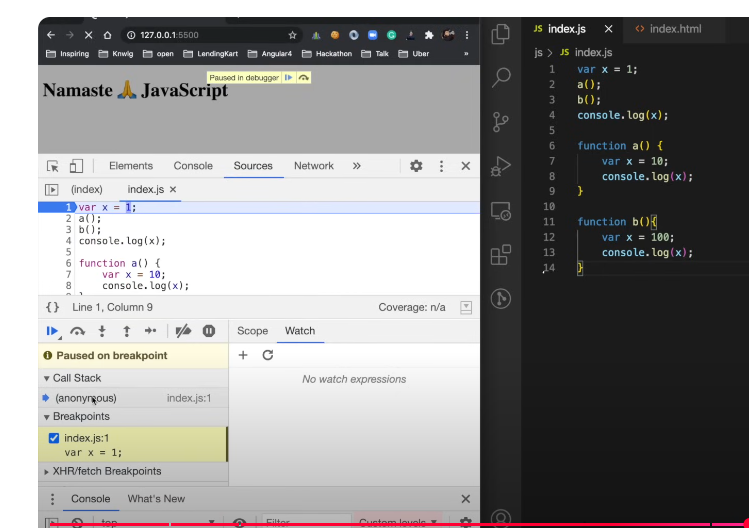 127.0.0.1:5500
Inspiring Knwlg open LendingKart Angular4 Hackathon Talk Uber »
Paused in debugger
Namaste 🙏 JavaScript
Elements Console Sources Network »
(index) index.js ×
1 var x = 1;
2 a();
3 b();
4 console.log(x);
5
6 function a() {
7 var x = 10;
8 console.log(x);
{} Line 1, Column 9 Coverage: n/a
Scope Watch
Paused on breakpoint
No watch expressions
Call Stack
(anonymous) index.js:1
Breakpoints
index.js:1
var x = 1;
XHR/fetch Breakpoints
Console What's New ×
top Filter Custom levels
JS index.js × <> index.html
js > JS index.js
1 var x = 1;
2 a();
3 b();
4 console.log(x);
5
6 function a() {
7 var x = 10;
8 console.log(x);
9 }
10
11 function b(){
12 var x = 100;
13 console.log(x);
14 }